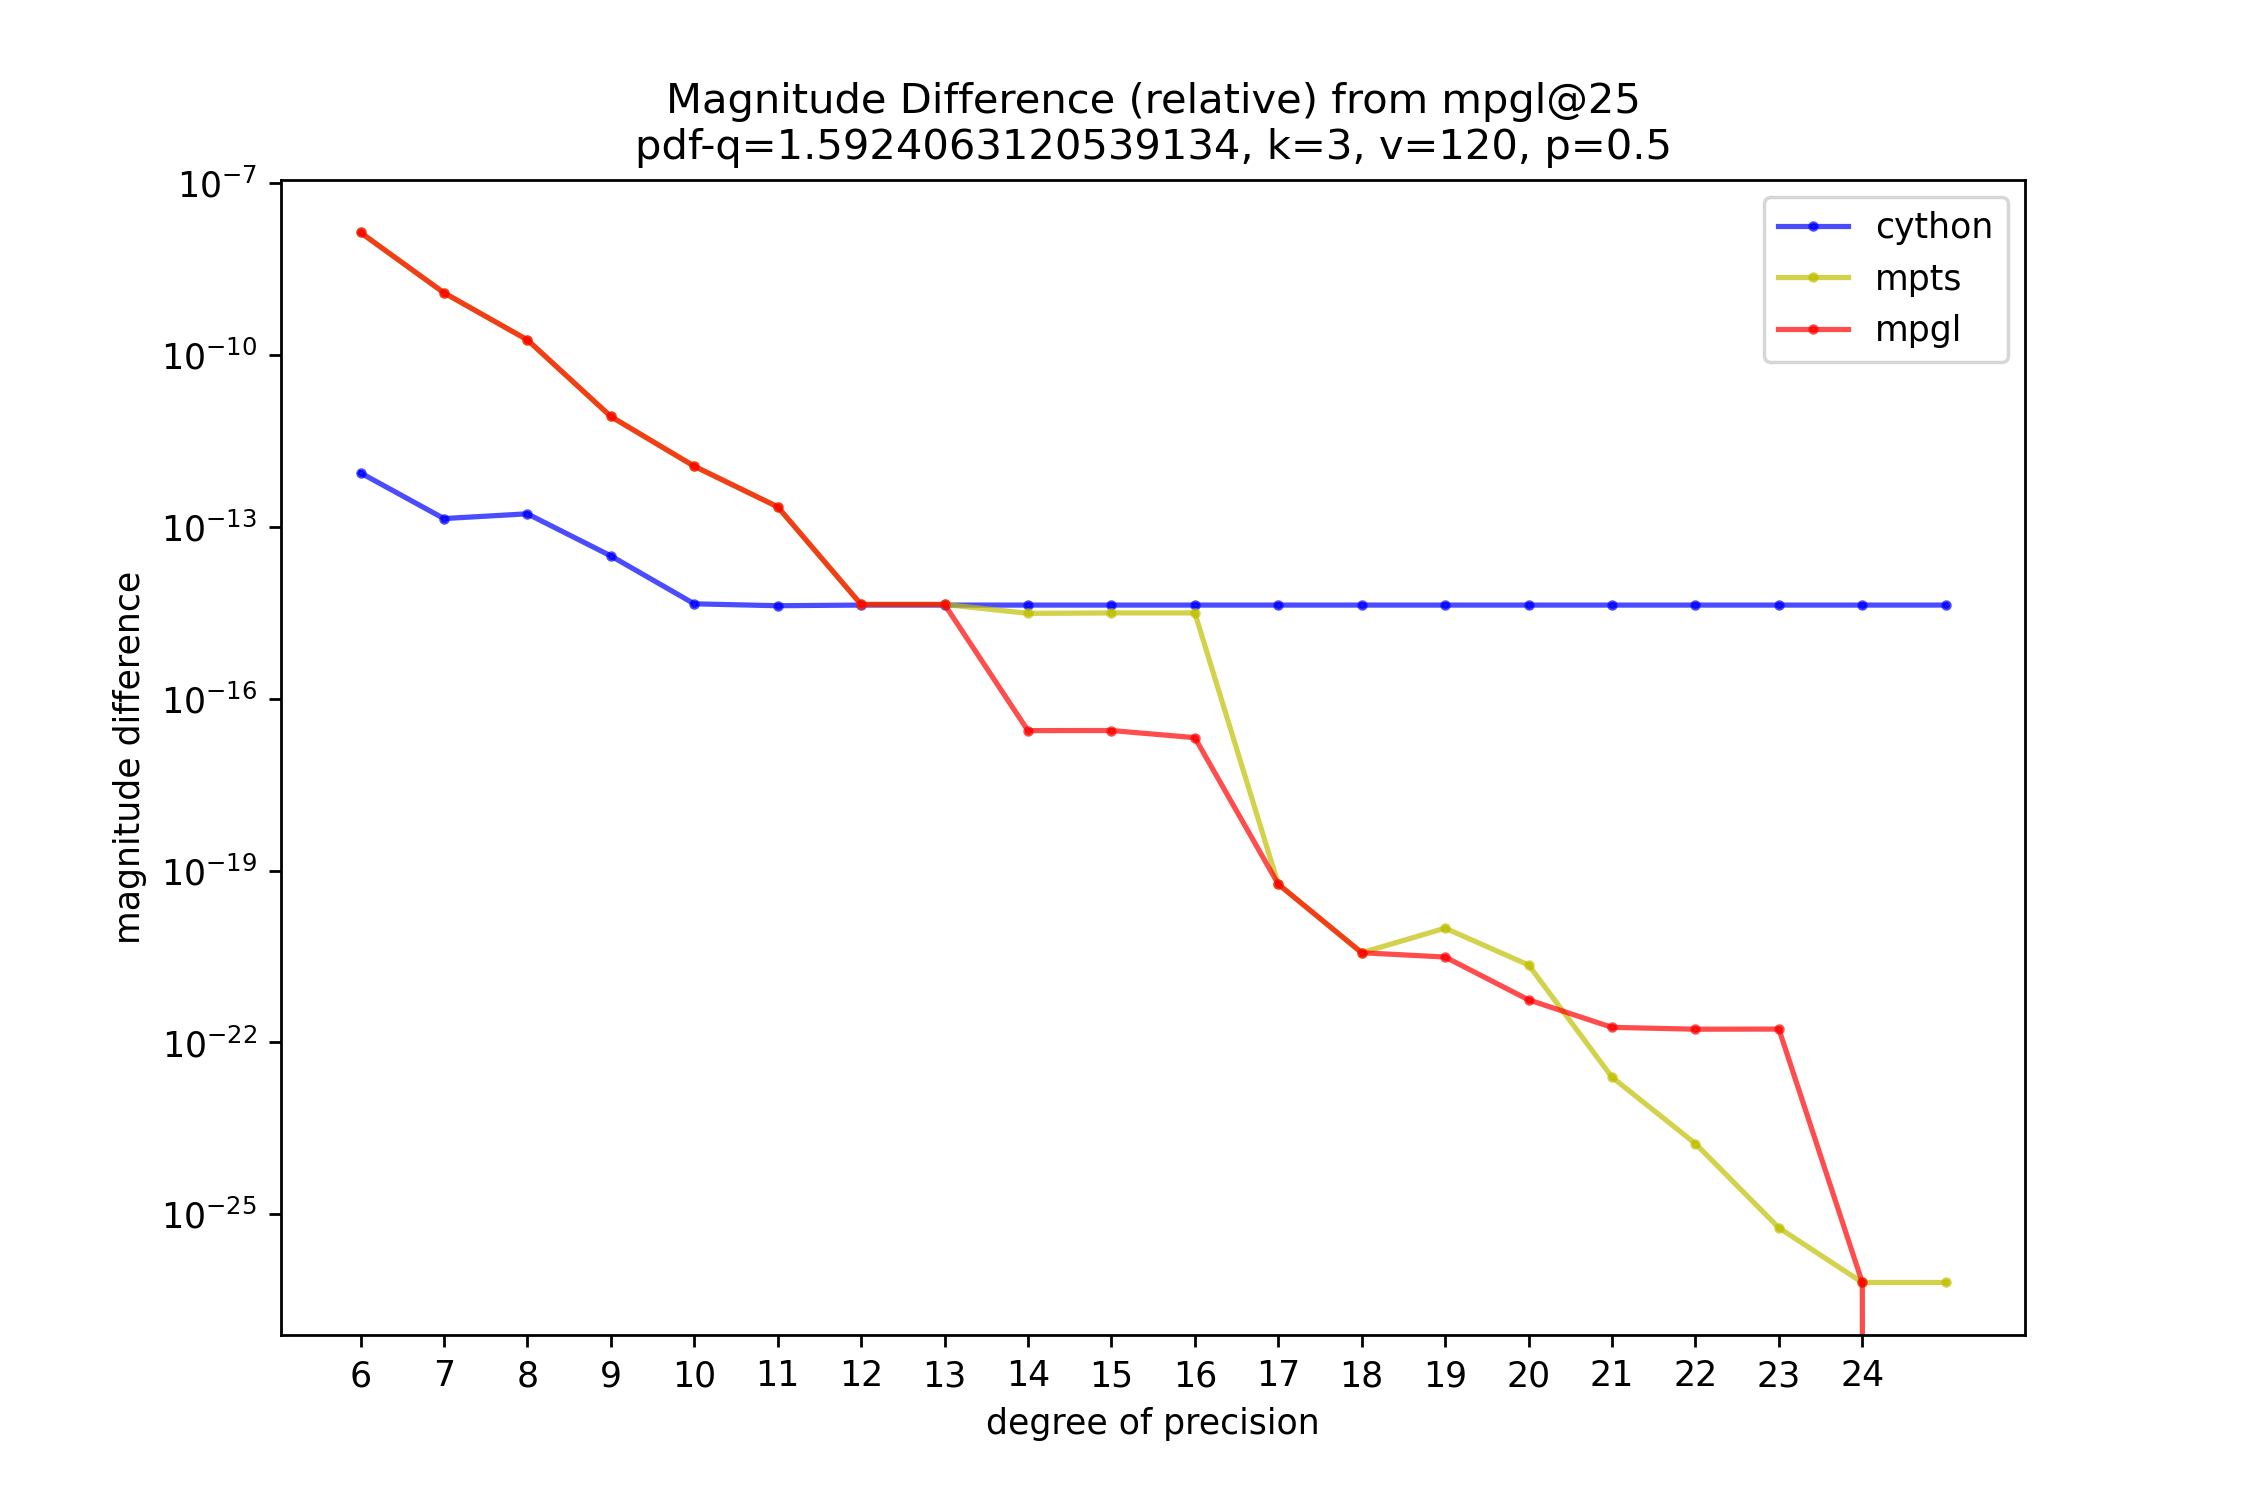 Magnitude Difference (relative) from mpgl@25
pdf-q=1.5924063120539134, k=3, v=120, p=0.5
magnitude difference
10⁻⁷
10⁻¹⁰
10⁻¹³
10⁻¹⁶
10⁻¹⁹
10⁻²²
10⁻²⁵
cython
mpts
mpgl
6 7 8 9 10 11 12 13 14 15 16 17 18 19 20 21 22 23 24
degree of precision